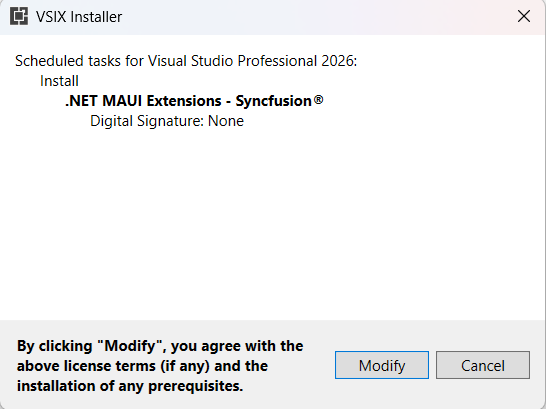 VSIX Installer
Scheduled tasks for Visual Studio Professional 2026:
Install
.NET MAUI Extensions - Syncfusion®
Digital Signature: None
By clicking "Modify", you agree with the
above license terms (if any) and the
installation of any prerequisites.
Modify
Cancel